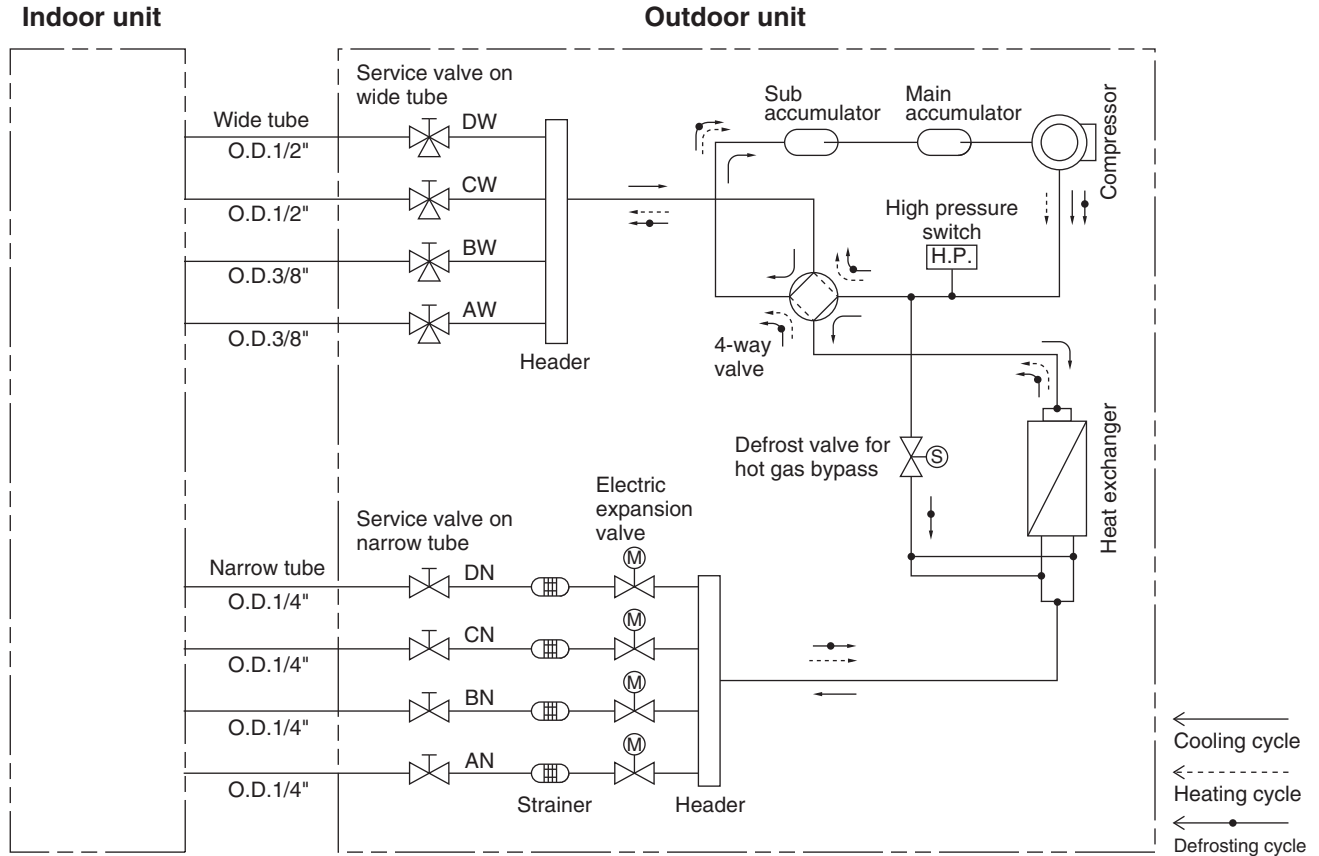 Indoor unit
Outdoor unit
Service valve on
wide tube
Wide tube
O.D.1/2"
DW
O.D.1/2"
CW
O.D.3/8"
BW
O.D.3/8"
AW
Header
Sub
accumulator
Main
accumulator
Compressor
High pressure
switch
H.P.
4-way
valve
Defrost valve for
hot gas bypass
S
Heat exchanger
Electric
expansion
valve
Service valve on
narrow tube
Narrow tube
O.D.1/4"
DN
M
O.D.1/4"
CN
M
O.D.1/4"
BN
M
O.D.1/4"
AN
M
Strainer
Header
Cooling cycle
Heating cycle
Defrosting cycle